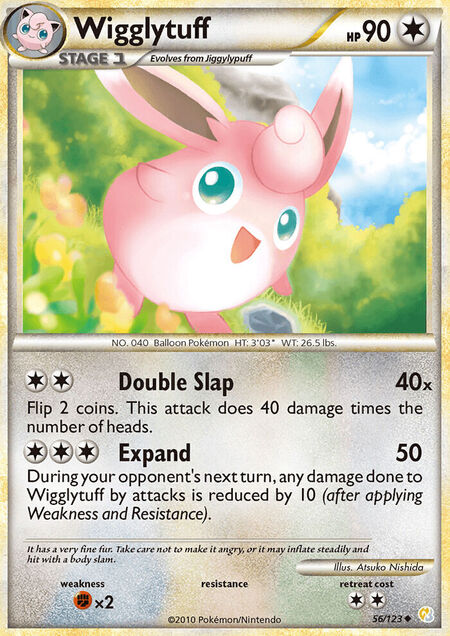 Wigglytuff HP 90
STAGE 1 Evolves from Jigglypuff
NO. 040 Balloon Pokémon HT: 3'03" WT: 26.5 lbs.
Double Slap 40x
Flip 2 coins. This attack does 40 damage times the
number of heads.
Expand 50
During your opponent's next turn, any damage done to
Wigglytuff by attacks is reduced by 10 (after applying
Weakness and Resistance).
It has a very fine fur. Take care not to make it angry, or it may inflate steadily and
hit with a body slam.
Illus. Atsuko Nishida
weakness resistance retreat cost
×2
©2010 Pokémon/Nintendo 56/123